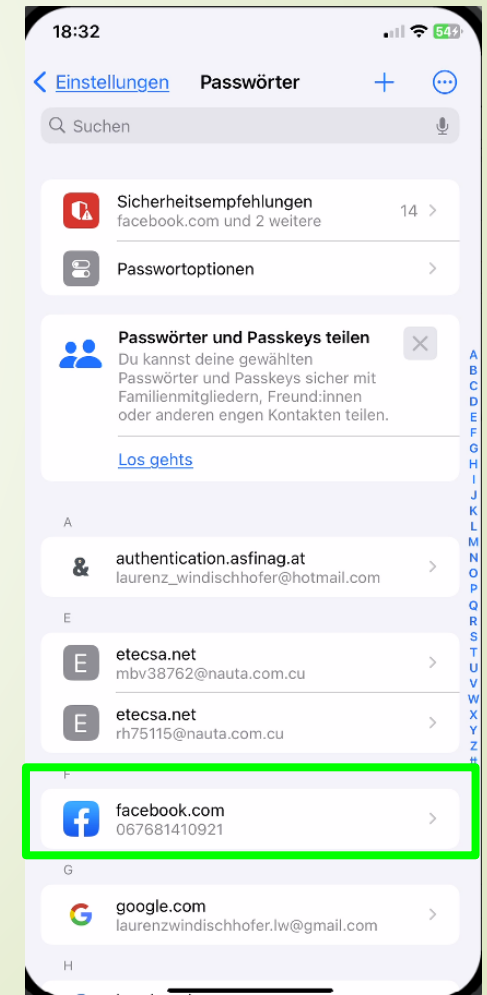 18:32
54
Einstellungen
Passwörter
Suchen
Sicherheitsempfehlungen
facebook.com und 2 weitere
14
Passwortoptionen
Passwörter und Passkeys teilen
Du kannst deine gewählten
Passwörter und Passkeys sicher mit
Familienmitgliedern, Freund:innen
oder anderen engen Kontakten teilen.
Los gehts
A
B
C
D
E
F
G
H
I
J
K
L
M
N
O
P
Q
R
S
T
U
V
W
X
Y
Z
#
A
&
authentication.asfinag.at
laurenz_windischhofer@hotmail.com
E
E
etecsa.net
mbv38762@nauta.com.cu
E
etecsa.net
rh75115@nauta.com.cu
F
facebook.com
067681410921
G
google.com
laurenzwindischhofer.lw@gmail.com
H